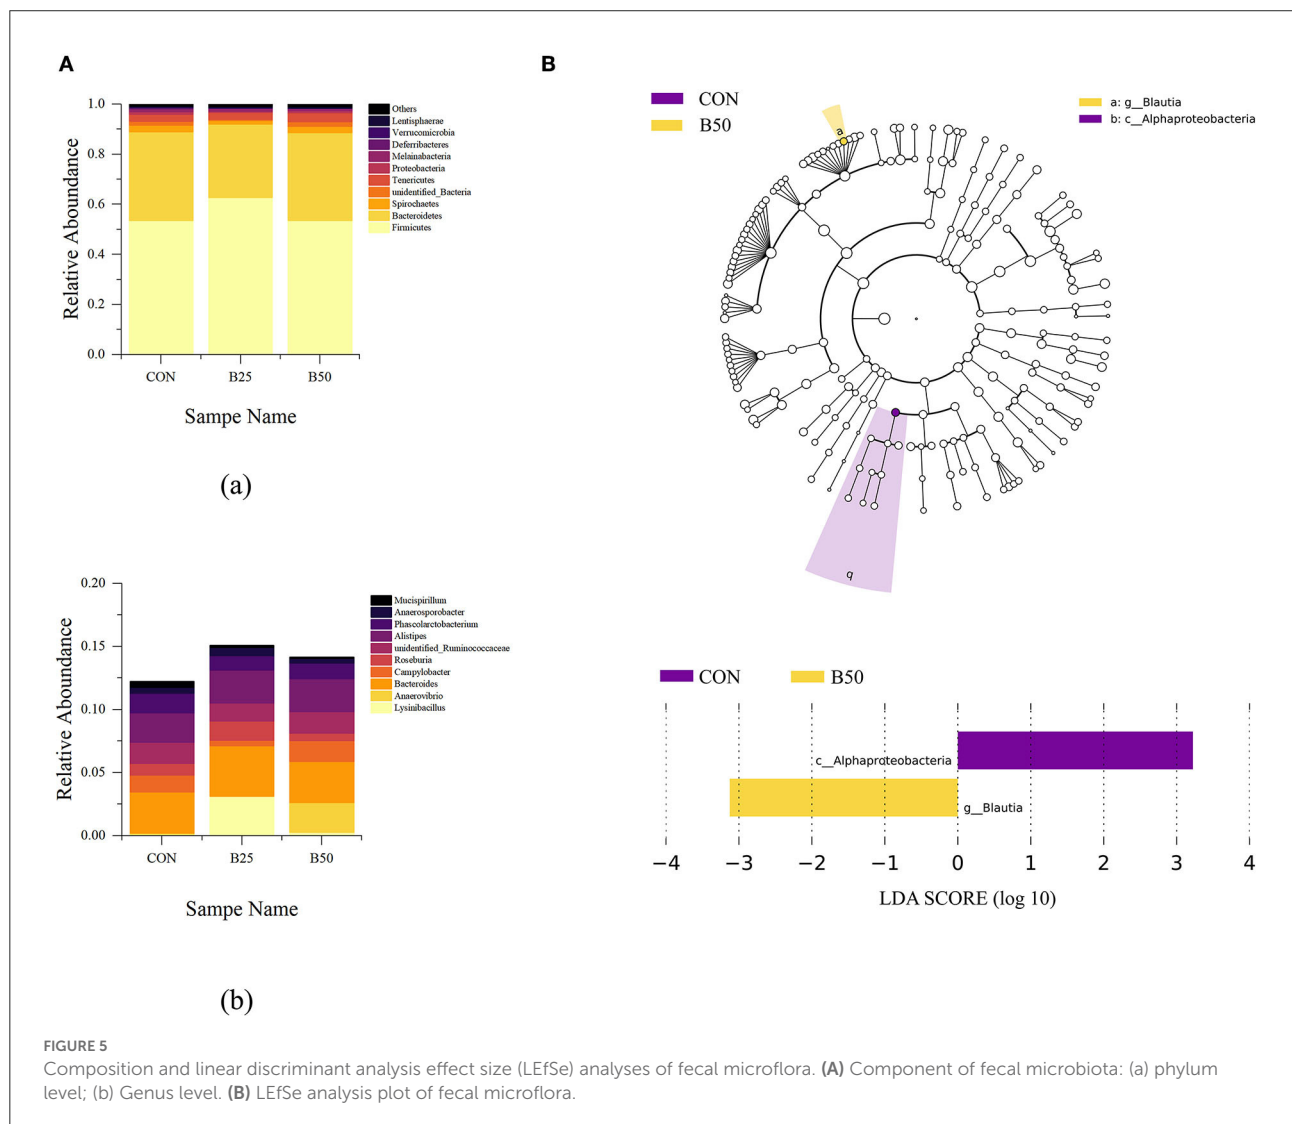 A
1.0
0.8
0.6
0.4
0.2
0.0
Relative Aboundance
CON B25 B50
Sampe Name
Others
Lentisphaerae
Verrucomicrobia
Deferribacteres
Melainabacteria
Proteobacteria
Tenericutes
unidentified_Bacteria
Spirochaetes
Bacteroidetes
Firmicutes
(a)
0.20
0.15
0.10
0.05
0.00
Relative Aboundance
CON B25 B50
Sampe Name
Mucispirillum
Anaerosporobacter
Phascolarctobacterium
Alistipes
unidentified_Ruminococcaceae
Roseburia
Campylobacter
Bacteroides
Anaerovibrio
Lysinibacillus
(b)
B
CON
B50
a: g__Blautia
b: c__Alphaproteobacteria
a
q
CON B50
c__Alphaproteobacteria
g__Blautia
−4 −3 −2 −1 0 1 2 3 4
LDA SCORE (log 10)
FIGURE 5
Composition and linear discriminant analysis effect size (LEfSe) analyses of fecal microflora. (A) Component of fecal microbiota: (a) phylum
level; (b) Genus level. (B) LEfSe analysis plot of fecal microflora.